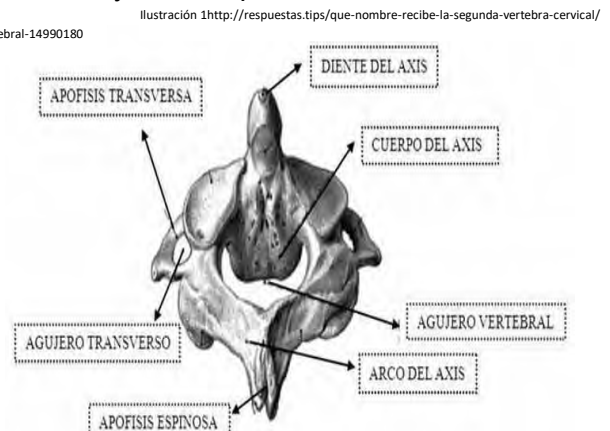 Ilustración 1http://respuestas.tips/que-nombre-recibe-la-segunda-vertebra-cervical/
ebral-14990180
DIENTE DEL AXIS
APOFISIS TRANSVERSA
CUERPO DEL AXIS
AGUJERO VERTEBRAL
AGUJERO TRANSVERSO
ARCO DEL AXIS
APOFISIS ESPINOSA